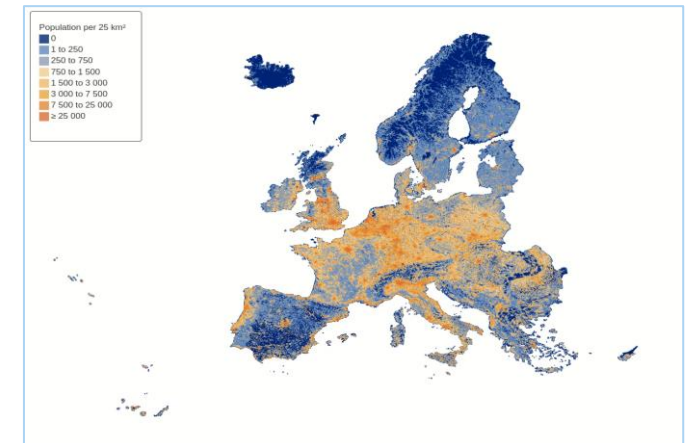 Population per 25 km²
0
1 to 250
250 to 750
750 to 1 500
1 500 to 3 000
3 000 to 7 500
7 500 to 25 000
≥ 25 000